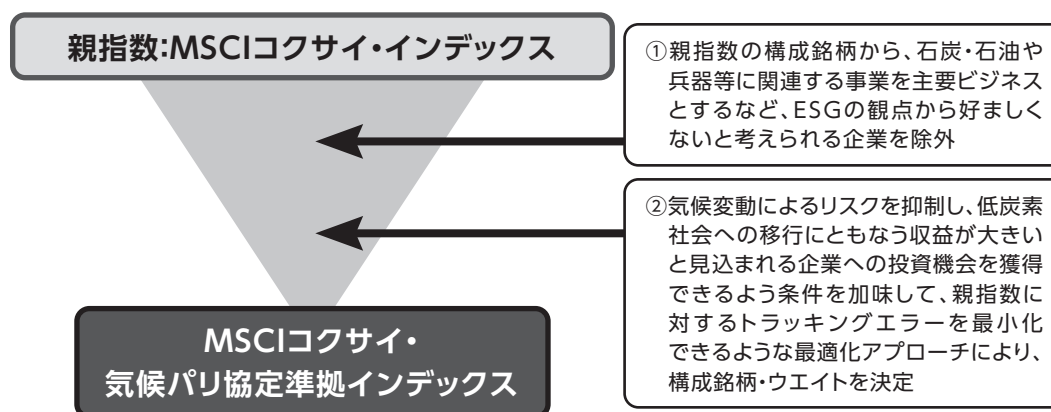 親指数:MSCIコクサイ・インデックス
①親指数の構成銘柄から、石炭・石油や
兵器等に関連する事業を主要ビジネス
とするなど、ESGの観点から好ましく
ないと考えられる企業を除外
②気候変動によるリスクを抑制し、低炭素
社会への移行にともなう収益が大きい
と見込まれる企業への投資機会を獲得
できるよう条件を加味して、親指数に
対するトラッキングエラーを最小化
できるような最適化アプローチにより、
構成銘柄・ウエイトを決定
MSCIコクサイ・
気候パリ協定準拠インデックス